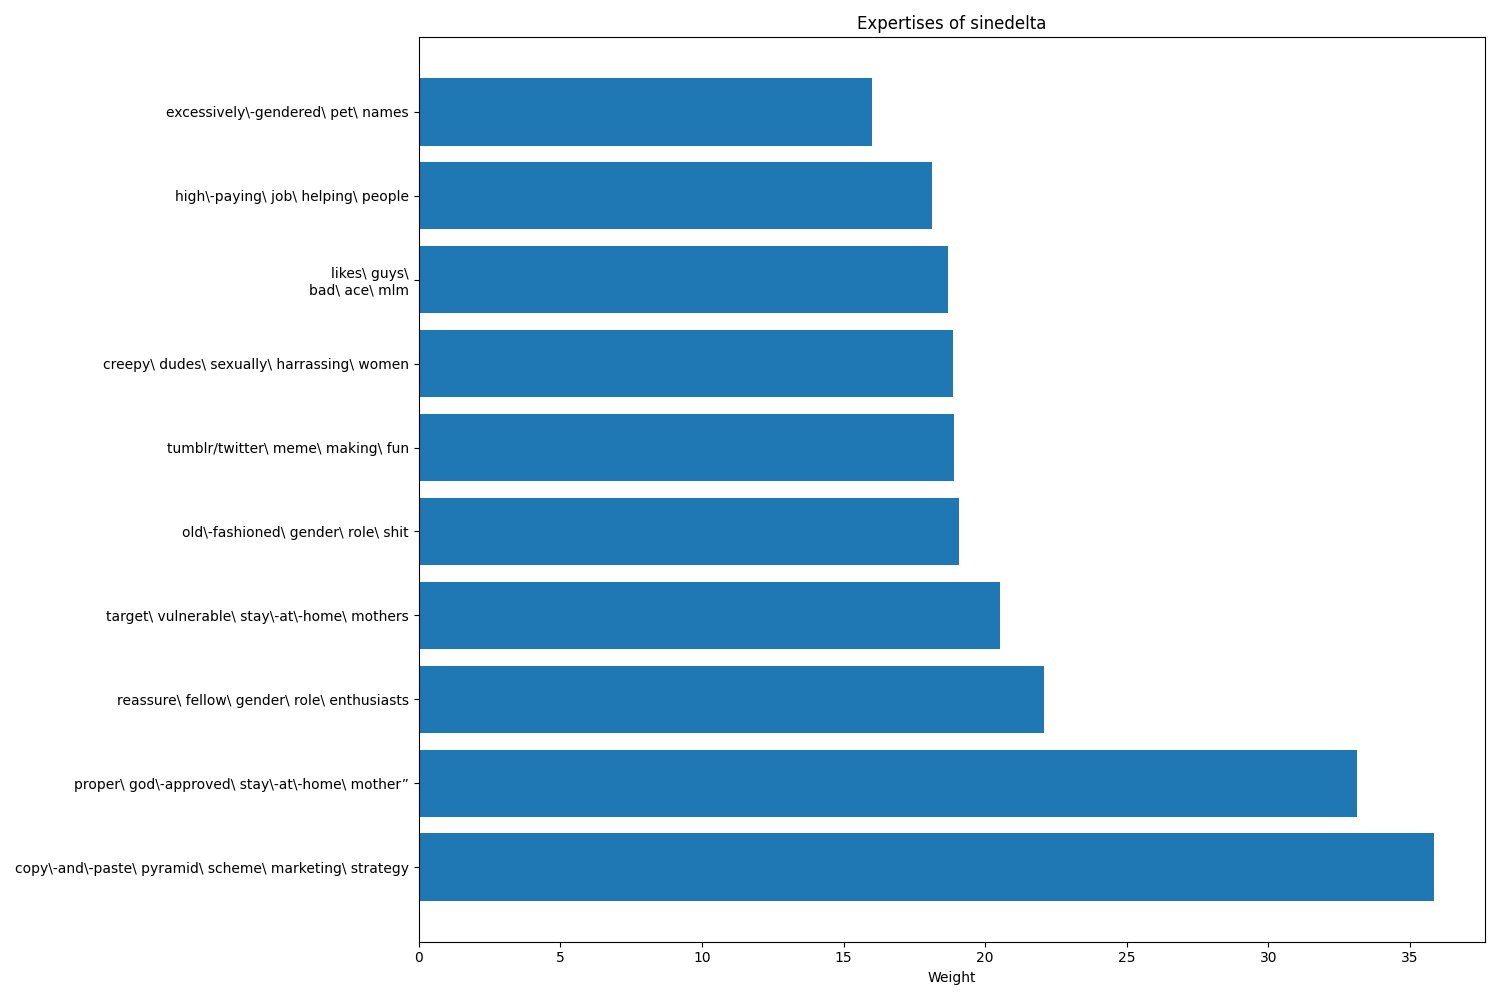 Expertises of sinedelta
excessively\-gendered\ pet\ names
high\-paying\ job\ helping\ people
likes\ guys\
bad\ ace\ mlm
creepy\ dudes\ sexually\ harrassing\ women
tumblr/twitter\ meme\ making\ fun
old\-fashioned\ gender\ role\ shit
target\ vulnerable\ stay\-at\-home\ mothers
reassure\ fellow\ gender\ role\ enthusiasts
proper\ god\-approved\ stay\-at\-home\ mother”
copy\-and\-paste\ pyramid\ scheme\ marketing\ strategy
0 5 10 15 20 25 30 35
Weight